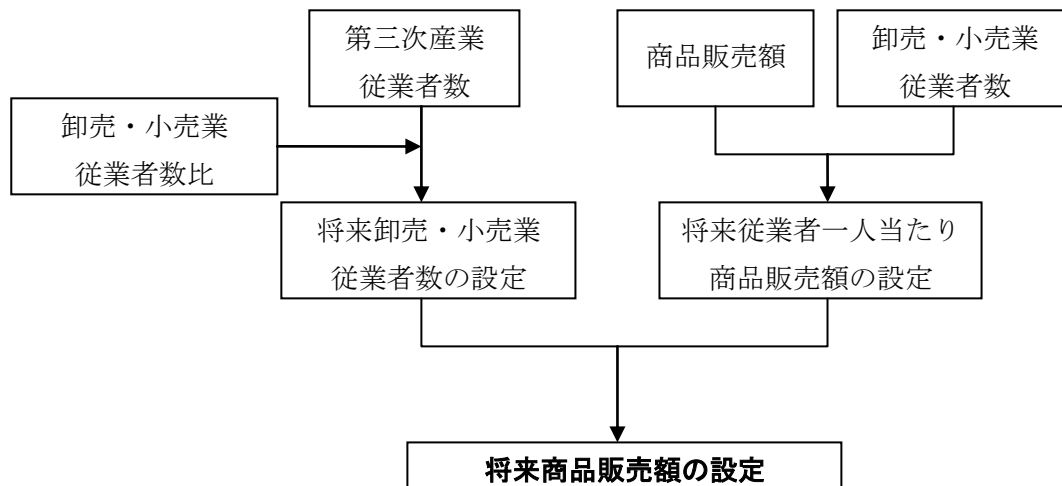 第三次産業
従業者数
商品販売額
卸売・小売業
従業者数
卸売・小売業
従業者数比
将来卸売・小売業
従業者数の設定
将来従業者一人当たり
商品販売額の設定
将来商品販売額の設定